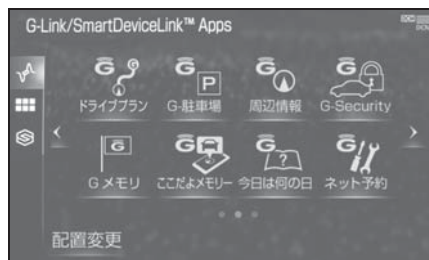 G-Link/SmartDeviceLink™ Apps
DCM
ドライブプラン G-駐車場 周辺情報 G-Security
P
G メモリ ここだよメモリー 今日は何の日 ネット予約
配置変更